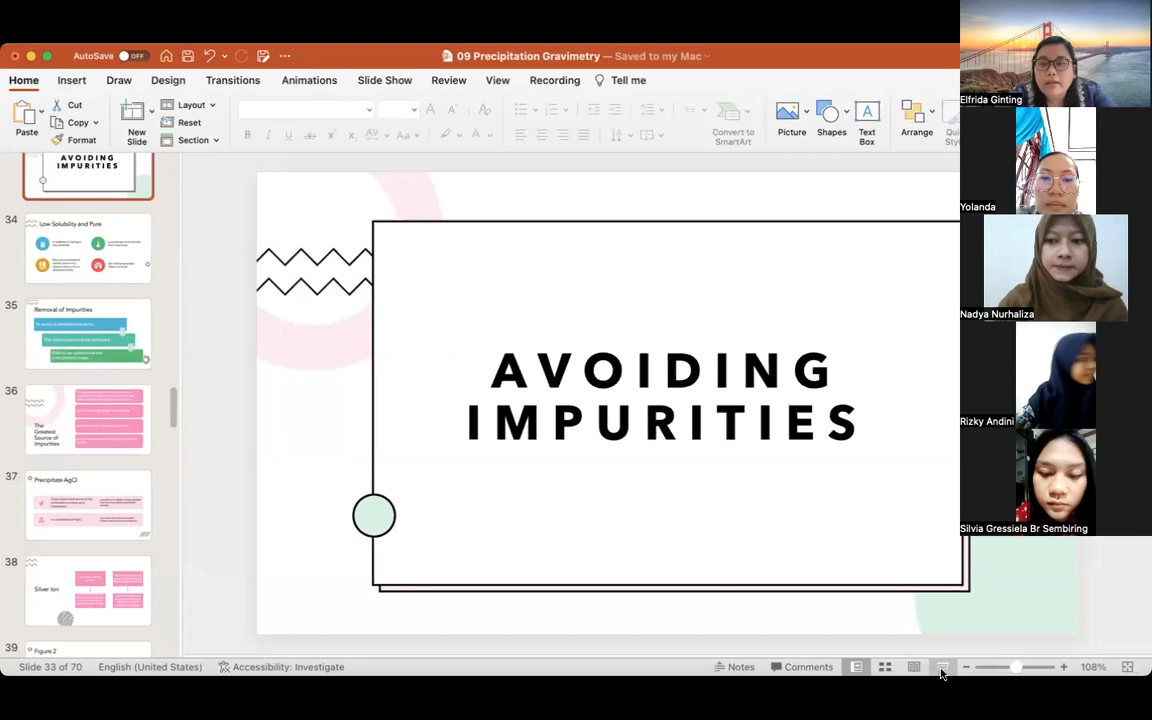 AutoSave OFF
09 Precipitation Gravimetry — Saved to my Mac
Home Insert Draw Design Transitions Animations Slide Show Review View Recording Tell me
Paste
Cut
Copy
Format
New Slide
Layout
Reset
Section
Convert to SmartArt
Picture
Shapes
Text Box
Arrange
AVOIDING
IMPURITIES
34
Low Solubility and Pure
35
Removal of Impurities
36
The
Greatest
Source of
Impurities
37
Precipitate AgCl
38
Silver Ion
39
Figure 2
AVOIDING
IMPURITIES
Elfrida Ginting
Yolanda
Nadya Nurhaliza
Rizky Andini
Silvia Gressiela Br Sembiring
Slide 33 of 70 English (United States) Accessibility: Investigate Notes Comments 108%